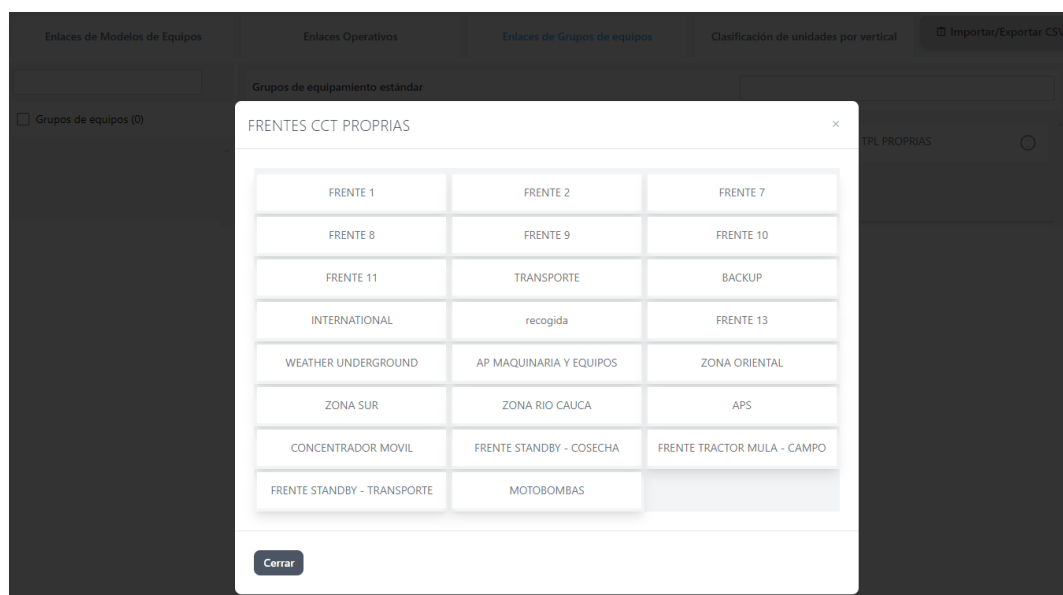 Enlaces de Modelos de Equipos
Enlaces Operativos
Enlaces de Grupos de equipos
Clasificación de unidades por vertical
Importar/Exportar CSV
Grupos de equipamiento estándar
Grupos de equipos (0)
TPL PROPRIAS
FRENTES CCT PROPRIAS
×
FRENTE 1
FRENTE 2
FRENTE 7
FRENTE 8
FRENTE 9
FRENTE 10
FRENTE 11
TRANSPORTE
BACKUP
INTERNATIONAL
recogida
FRENTE 13
WEATHER UNDERGROUND
AP MAQUINARIA Y EQUIPOS
ZONA ORIENTAL
ZONA SUR
ZONA RIO CAUCA
APS
CONCENTRADOR MOVIL
FRENTE STANDBY - COSECHA
FRENTE TRACTOR MULA - CAMPO
FRENTE STANDBY - TRANSPORTE
MOTOBOMBAS
Cerrar